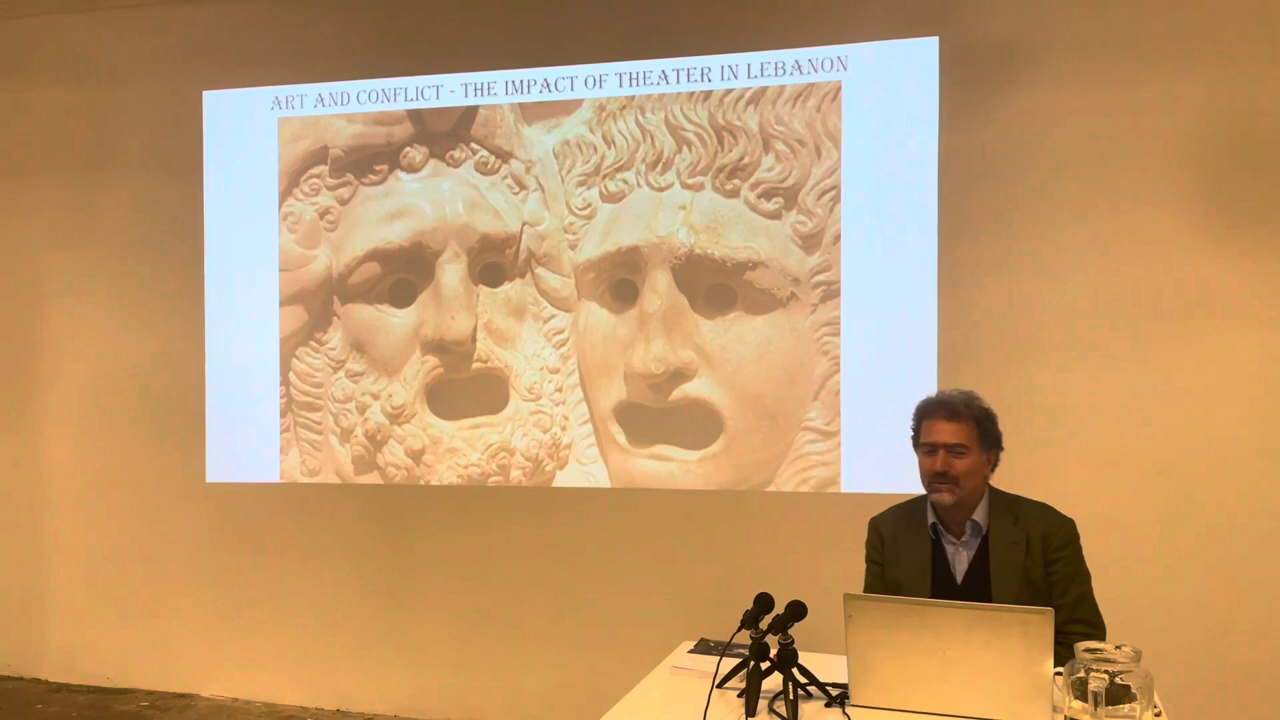 ART AND CONFLICT - THE IMPACT OF THEATER IN LEBANON